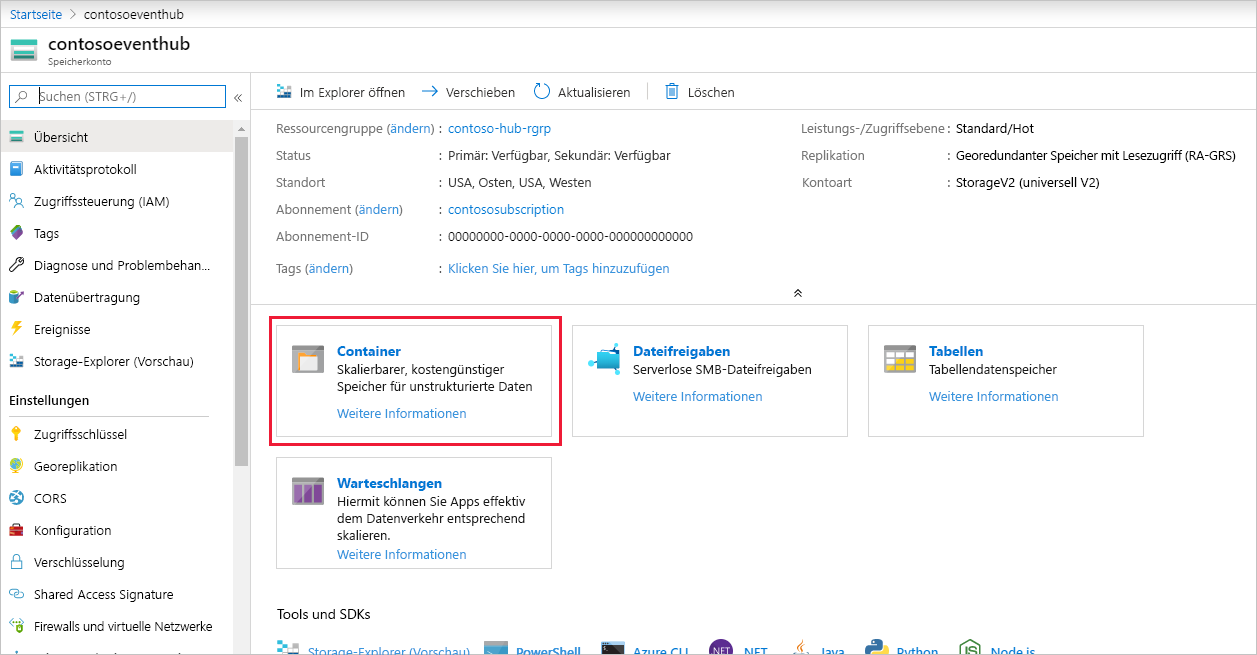 Startseite > contosoeventhub
contosoeventhub
Speicherkonto
Suchen (STRG+/)
«
Übersicht
Aktivitätsprotokoll
Zugriffssteuerung (IAM)
Tags
Diagnose und Problembehan...
Datenübertragung
Ereignisse
Storage-Explorer (Vorschau)
Einstellungen
Zugriffsschlüssel
Georeplikation
CORS
Konfiguration
Verschlüsselung
Shared Access Signature
Firewalls und virtuelle Netzwerke
Im Explorer öffnen Verschieben Aktualisieren Löschen
Ressourcengruppe (ändern) : contoso-hub-rgrp
Status : Primär: Verfügbar, Sekundär: Verfügbar
Standort : USA, Osten, USA, Westen
Abonnement (ändern) : contososubscription
Abonnement-ID : 00000000-0000-0000-0000-000000000000
Tags (ändern) : Klicken Sie hier, um Tags hinzuzufügen
Leistungs-/Zugriffsebene : Standard/Hot
Replikation : Georedundanter Speicher mit Lesezugriff (RA-GRS)
Kontoart : StorageV2 (universell V2)
Container
Skalierbarer, kostengünstiger
Speicher für unstrukturierte Daten
Weitere Informationen
Dateifreigaben
Serverlose SMB-Dateifreigaben
Weitere Informationen
Tabellen
Tabellendatenspeicher
Weitere Informationen
Warteschlangen
Hiermit können Sie Apps effektiv
dem Datenverkehr entsprechend
skalieren.
Weitere Informationen
Tools und SDKs
Storage-Explorer (Vorschau) PowerShell Azure CLI NET .NET Java Python JS Node.js